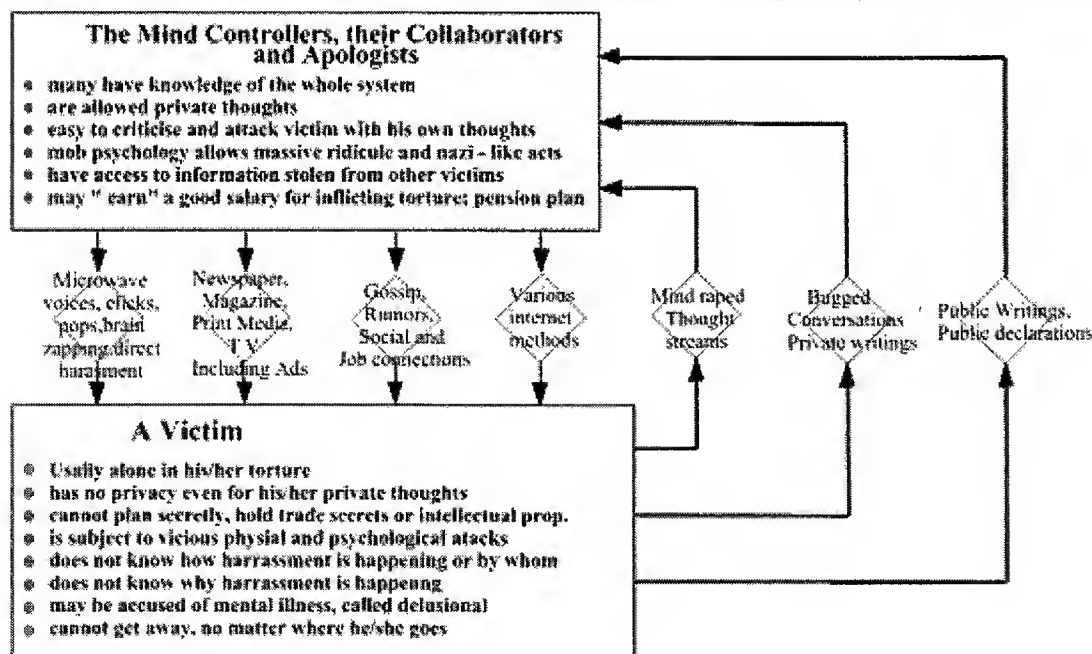 The Mind Controllers, their Collaborators
and Apologists
many have knowledge of the whole system
are allowed private thoughts
easy to criticise and attack victim with his own thoughts
mob psychology allows massive ridicule and nazi - like acts
have access to information stolen from other victims
may " earn" a good salary for inflicting torture; pension plan
Microwave
voices, clicks,
pops,brain
zapping,direct
harasment
Newspaper,
Magazine,
Print Media,
T V
Including Ads
Gossip,
Rumors,
Social and
Job connections
Various
internet
methods
Mind raped
Thought
streams
Bugged
Conversations
Private writings
Public Writings.
Public declarations
A Victim
Usally alone in his/her torture
has no privacy even for his/her private thoughts
cannot plan secretly, hold trade secrets or intellectual prop.
is subject to vicious physial and psychological atacks
does not know how harrassment is happening or by whom
does not know why harrassment is happenng
may be accused of mental illness, called delusional
cannot get away, no matter where he/she goes